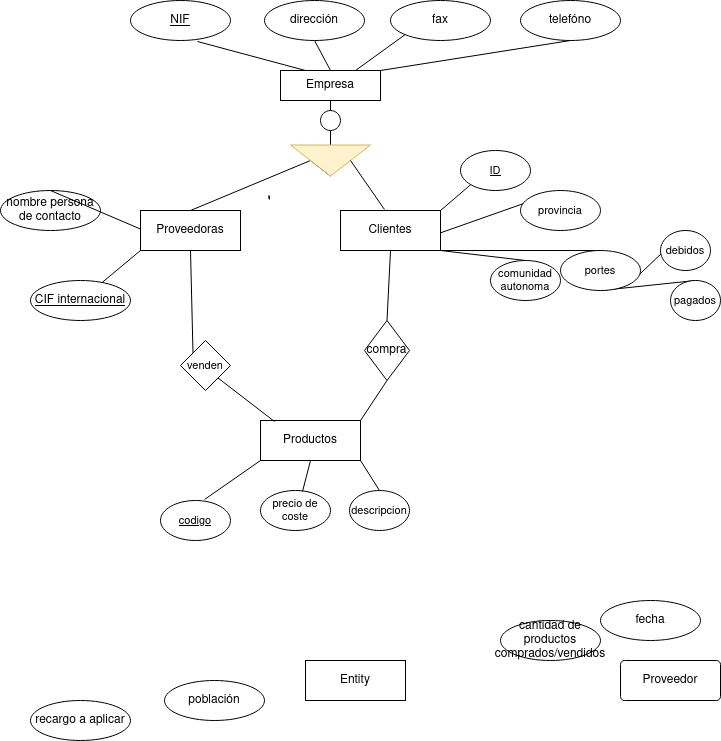 NIF
dirección
fax
telefóno
Empresa
ID
nombre persona
de contacto
provincia
Proveedoras
Clientes
debidos
comunidad
autonoma
portes
CIF internacional
pagados
compra
venden
Productos
precio de
coste
descripcion
codigo
cantidad de
productos
comprados/vendidos
fecha
Entity
Proveedor
población
recargo a aplicar